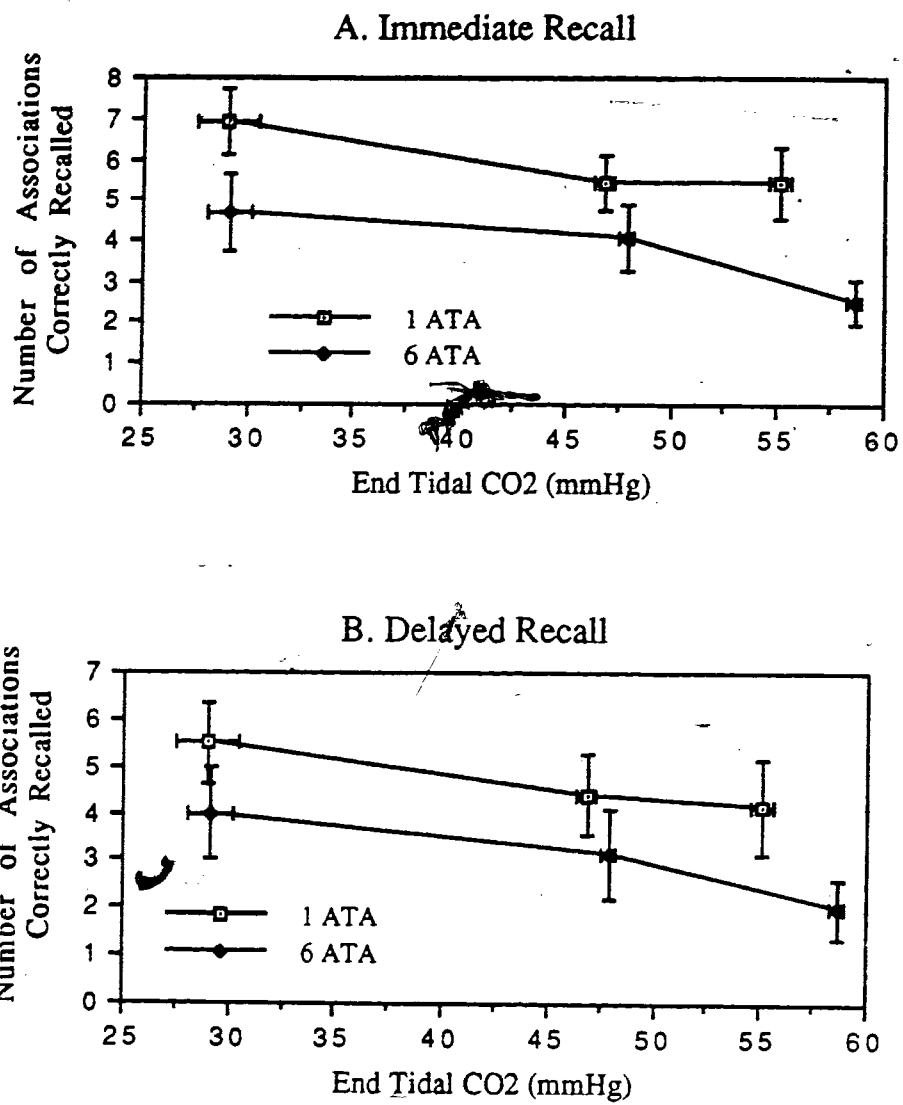 A. Immediate Recall
Number of Associations
Correctly Recalled
8
7
6
5
4
3
2
1
0
1 ATA
6 ATA
25 30 35 40 45 50 55 60
End Tidal CO2 (mmHg)
B. Delayed Recall
Number of Associations
Correctly Recalled
7
6
5
4
3
2
1
0
1 ATA
6 ATA
25 30 35 40 45 50 55 60
End Tidal CO2 (mmHg)